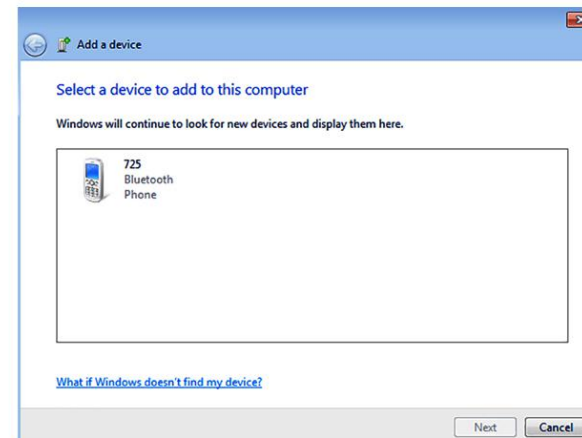 Add a device
Select a device to add to this computer
Windows will continue to look for new devices and display them here.
725
Bluetooth
Phone
What if Windows doesn't find my device?
Next
Cancel